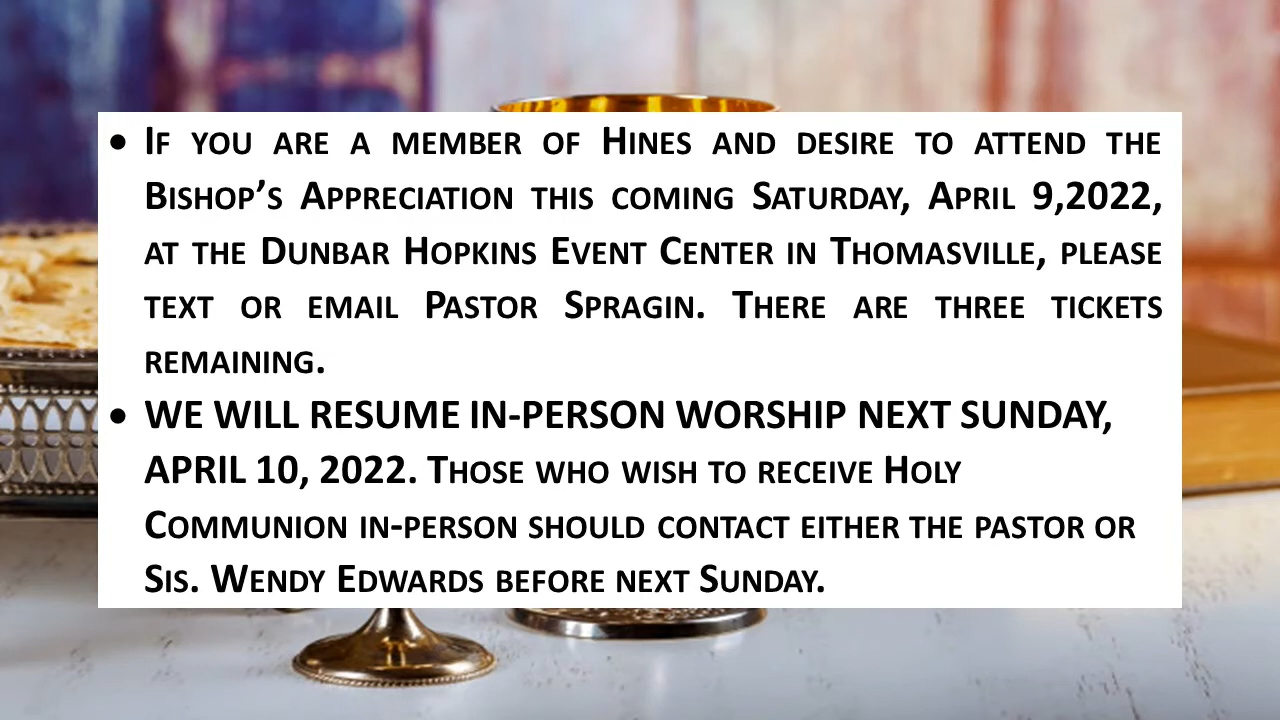 • If you are a member of Hines and desire to attend the
Bishop’s Appreciation this coming Saturday, April 9,2022,
at the Dunbar Hopkins Event Center in Thomasville, please
text or email Pastor Spragin. There are three tickets
remaining.
• WE WILL RESUME IN-PERSON WORSHIP NEXT SUNDAY,
APRIL 10, 2022. Those who wish to receive Holy
Communion in-person should contact either the pastor or
Sis. Wendy Edwards before next Sunday.